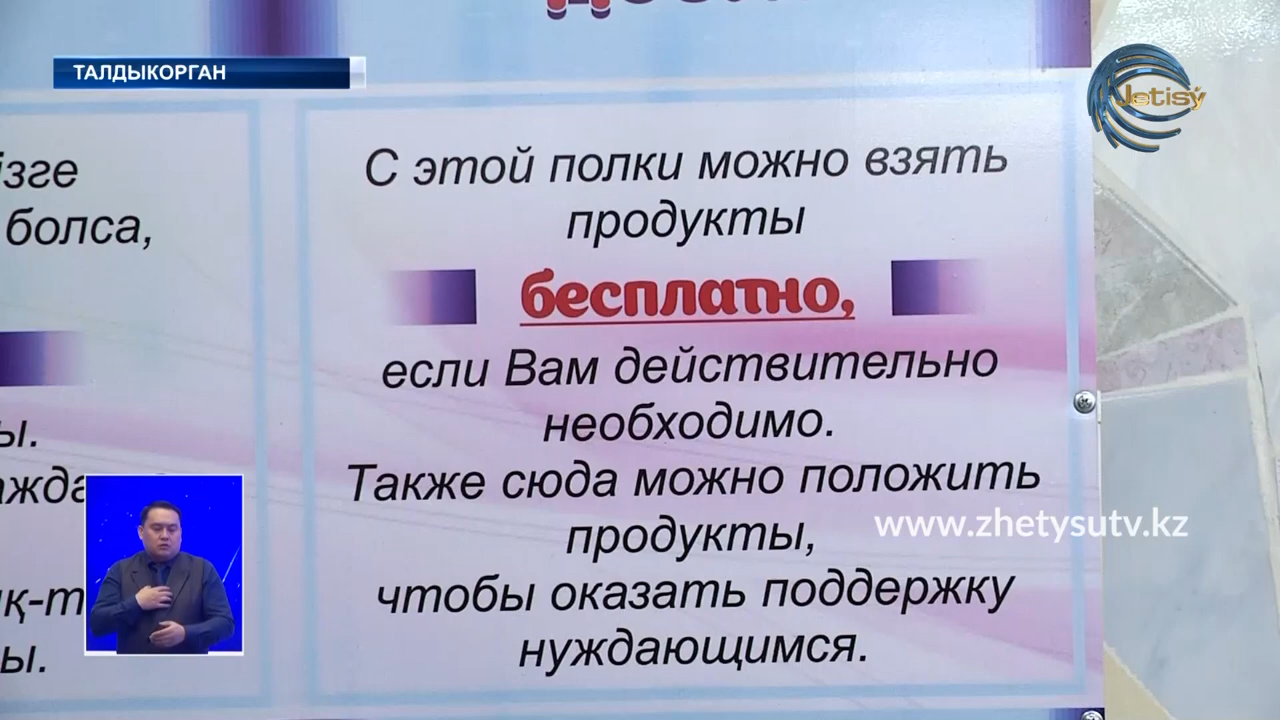 ТАЛДЫКОРГАН
Jetisý
болса,
С этой полки можно взять
продукты
бесплатно,
если Вам действительно
необходимо.
Также сюда можно положить
продукты,
чтобы оказать поддержку
нуждающимся.
www.zhetysutv.kz